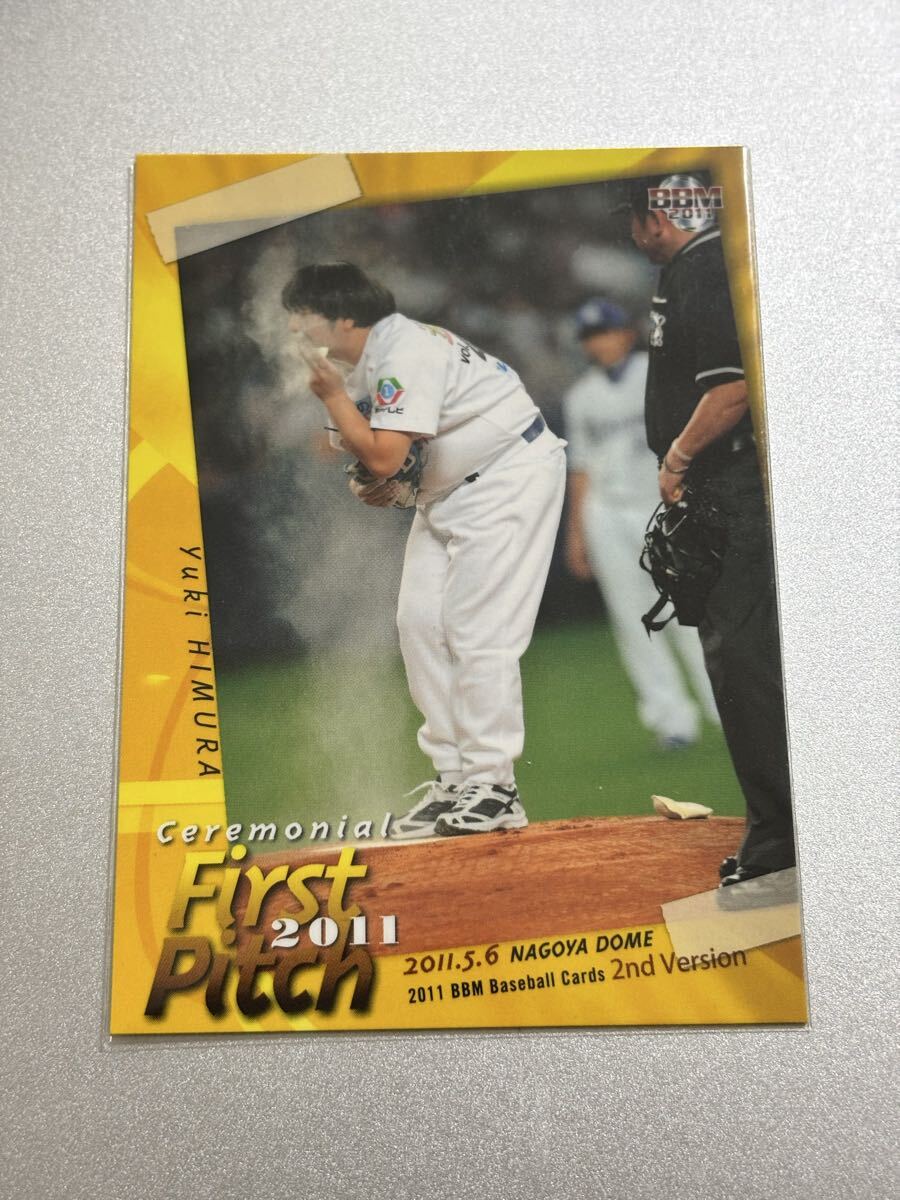 BBM
2011
Yuki HIMURA
Ceremonial
First
2011
Pitch
2011.5.6 NAGOYA DOME
2011 BBM Baseball Cards 2nd Version